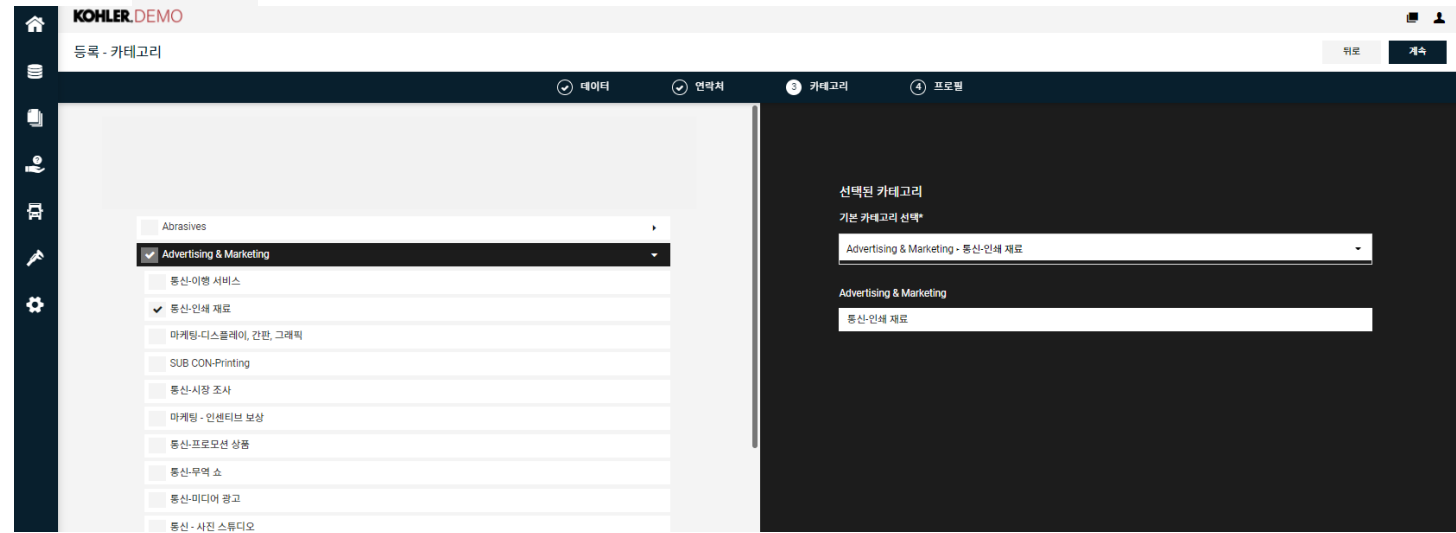 KOHLER.DEMO
등록 - 카테고리
뒤로
계속
데이터
연락처
3 카테고리
4 프로필
Abrasives
Advertising & Marketing
통신-이행 서비스
통신-인쇄 재료
마케팅-디스플레이, 간판, 그래픽
SUB CON-Printing
통신-시장 조사
마케팅 - 인센티브 보상
통신-프로모션 상품
통신-무역 쇼
통신-미디어 광고
통신 - 사진 스튜디오
선택된 카테고리
기본 카테고리 선택*
Advertising & Marketing - 통신-인쇄 재료
Advertising & Marketing
통신-인쇄 재료